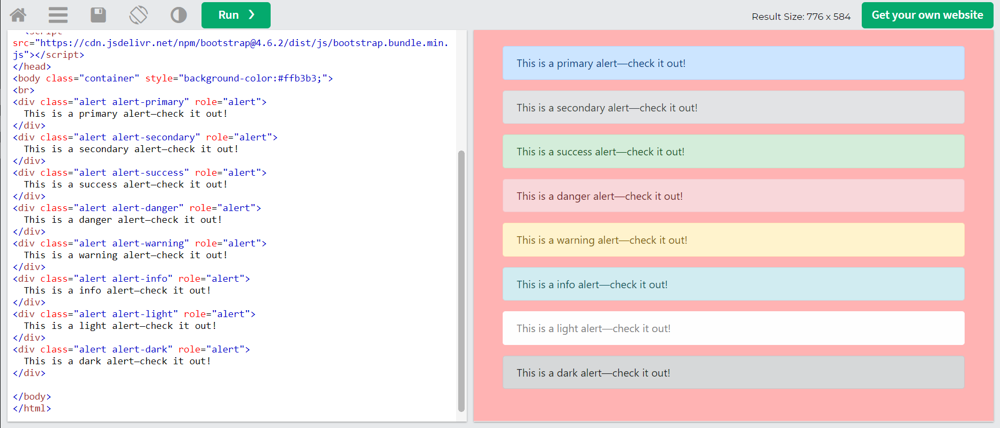 Run ❯
Result Size: 776 x 584
Get your own website
<script
src="https://cdn.jsdelivr.net/npm/bootstrap@4.6.2/dist/js/bootstrap.bundle.min.
js"></script>
</head>
<body class="container" style="background-color:#ffb3b3;">
<br>
<div class="alert alert-primary" role="alert">
  This is a primary alert—check it out!
</div>
<div class="alert alert-secondary" role="alert">
  This is a secondary alert—check it out!
</div>
<div class="alert alert-success" role="alert">
  This is a success alert—check it out!
</div>
<div class="alert alert-danger" role="alert">
  This is a danger alert—check it out!
</div>
<div class="alert alert-warning" role="alert">
  This is a warning alert—check it out!
</div>
<div class="alert alert-info" role="alert">
  This is a info alert—check it out!
</div>
<div class="alert alert-light" role="alert">
  This is a light alert—check it out!
</div>
<div class="alert alert-dark" role="alert">
  This is a dark alert—check it out!
</div>
</body>
</html>
This is a primary alert—check it out!
This is a secondary alert—check it out!
This is a success alert—check it out!
This is a danger alert—check it out!
This is a warning alert—check it out!
This is a info alert—check it out!
This is a light alert—check it out!
This is a dark alert—check it out!